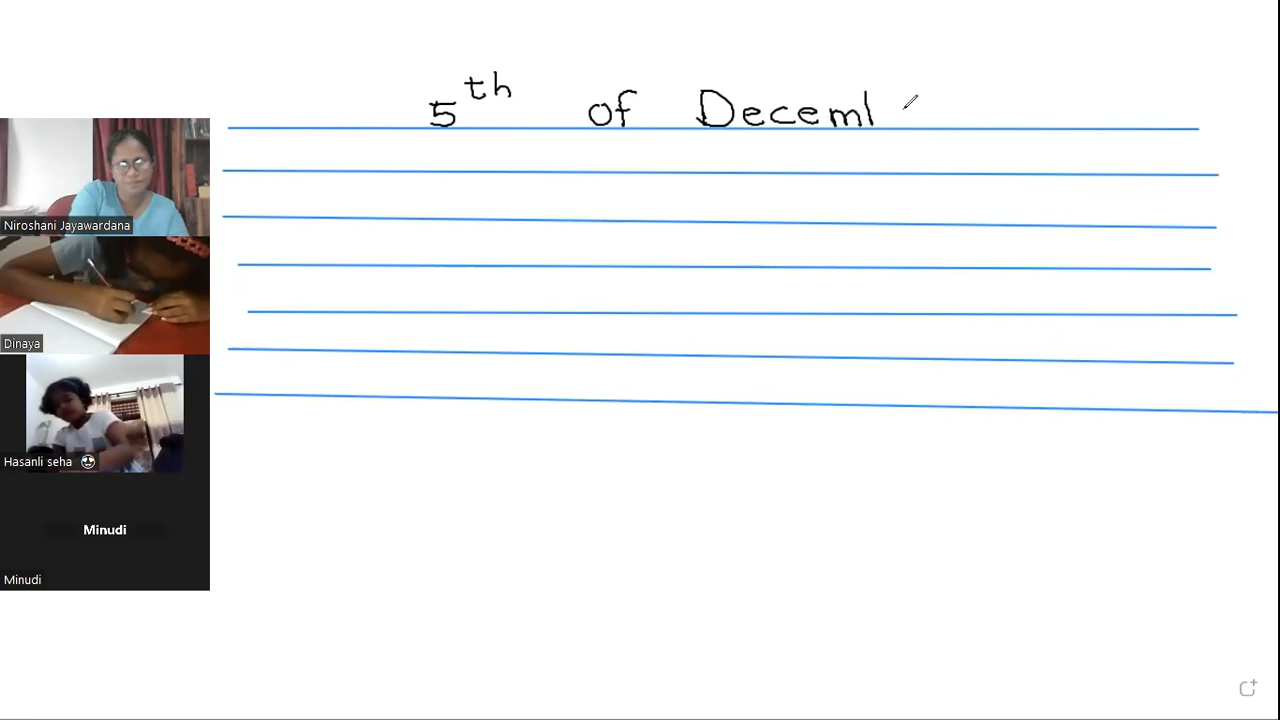 5th of Deceml
Niroshani Jayawardana
Dinaya
Hasanli seha 🤩
Minudi
Minudi